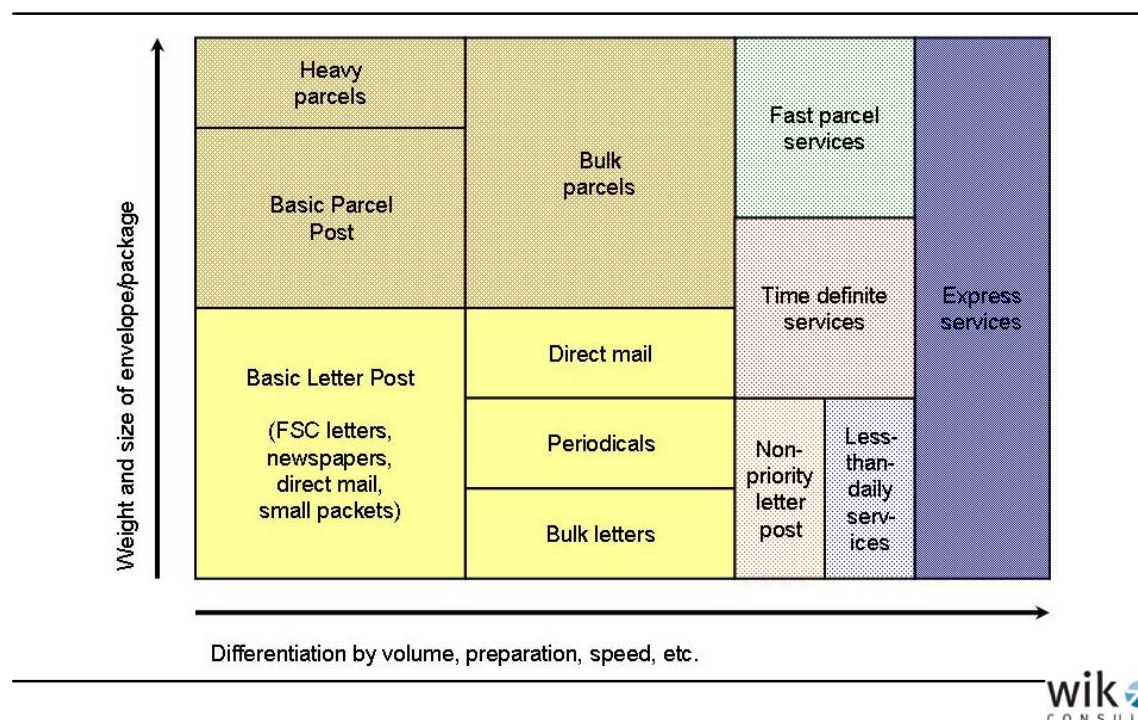 Weight and size of envelope/package
Heavy
parcels
Basic Parcel
Post
Basic Letter Post
(FSC letters,
newspapers,
direct mail,
small packets)
Bulk
parcels
Direct mail
Periodicals
Bulk letters
Fast parcel
services
Time definite
services
Non-
priority
letter
post
Less-
than-
daily
serv-
ices
Express
services
Differentiation by volume, preparation, speed, etc.
wik